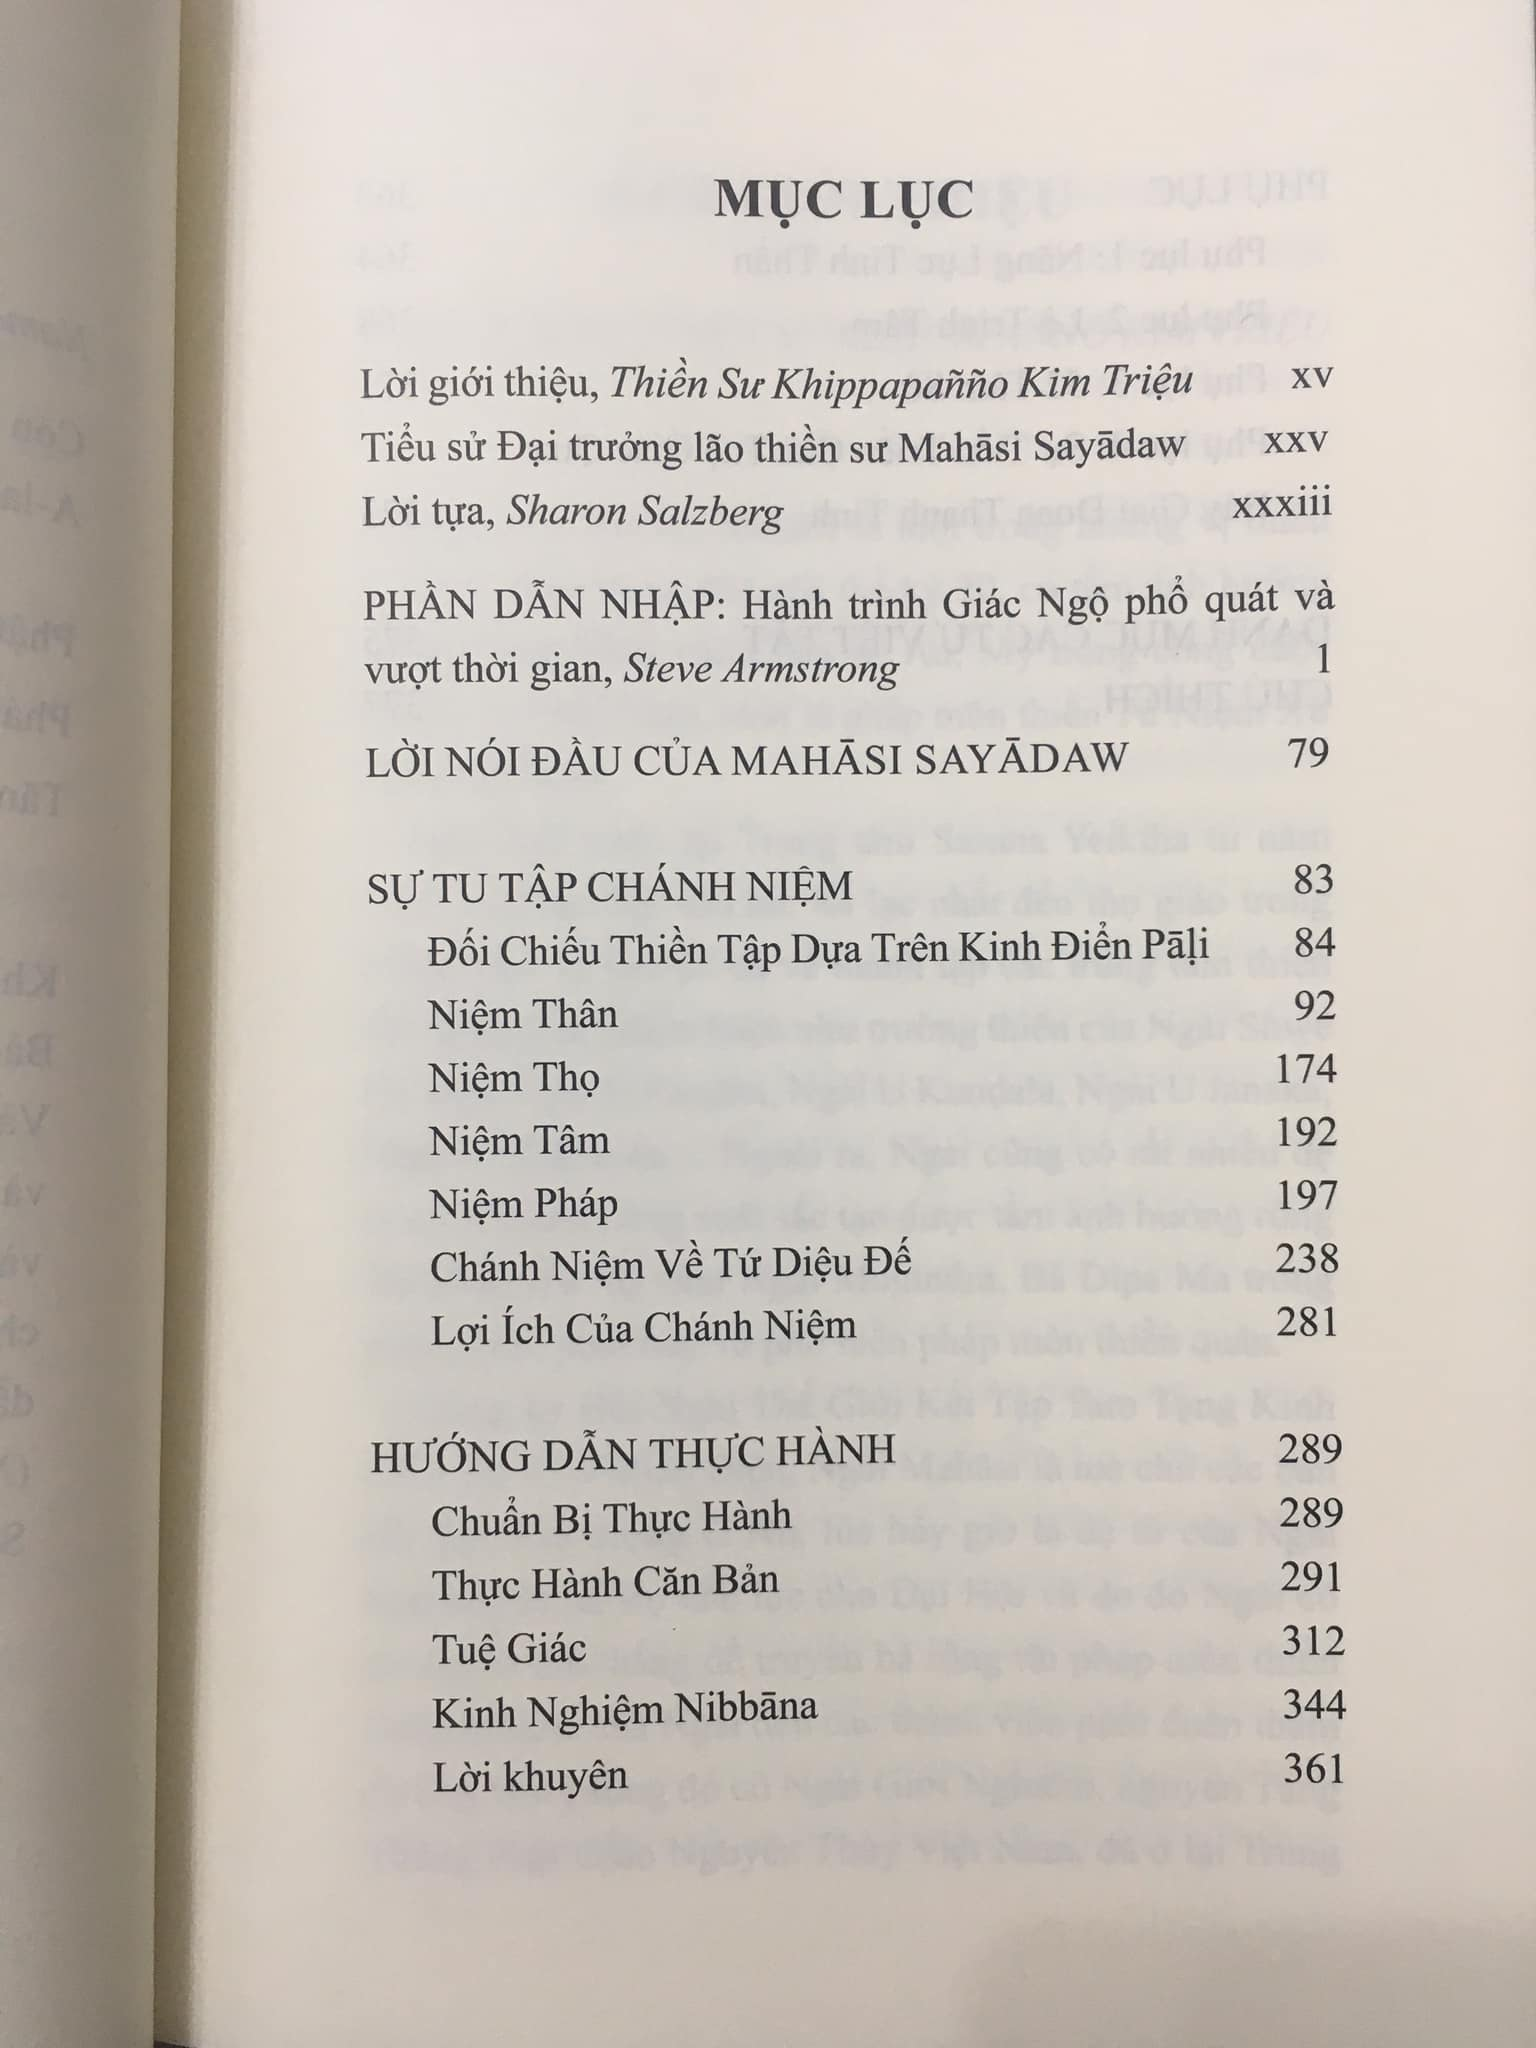 MỤC LỤC
Lời giới thiệu, Thiền Sư Khippapañño Kim Triệu xv
Tiểu sử Đại trưởng lão thiền sư Mahāsi Sayādaw xxv
Lời tựa, Sharon Salzberg xxxiii
PHẦN DẪN NHẬP: Hành trình Giác Ngộ phổ quát và
vượt thời gian, Steve Armstrong 1
LỜI NÓI ĐẦU CỦA MAHĀSI SAYĀDAW 79
SỰ TU TẬP CHÁNH NIỆM 83
Đối Chiếu Thiền Tập Dựa Trên Kinh Điển Pāḷi 84
Niệm Thân 92
Niệm Thọ 174
Niệm Tâm 192
Niệm Pháp 197
Chánh Niệm Về Tứ Diệu Đế 238
Lợi Ích Của Chánh Niệm 281
HƯỚNG DẪN THỰC HÀNH 289
Chuẩn Bị Thực Hành 289
Thực Hành Căn Bản 291
Tuệ Giác 312
Kinh Nghiệm Nibbāna 344
Lời khuyên 361